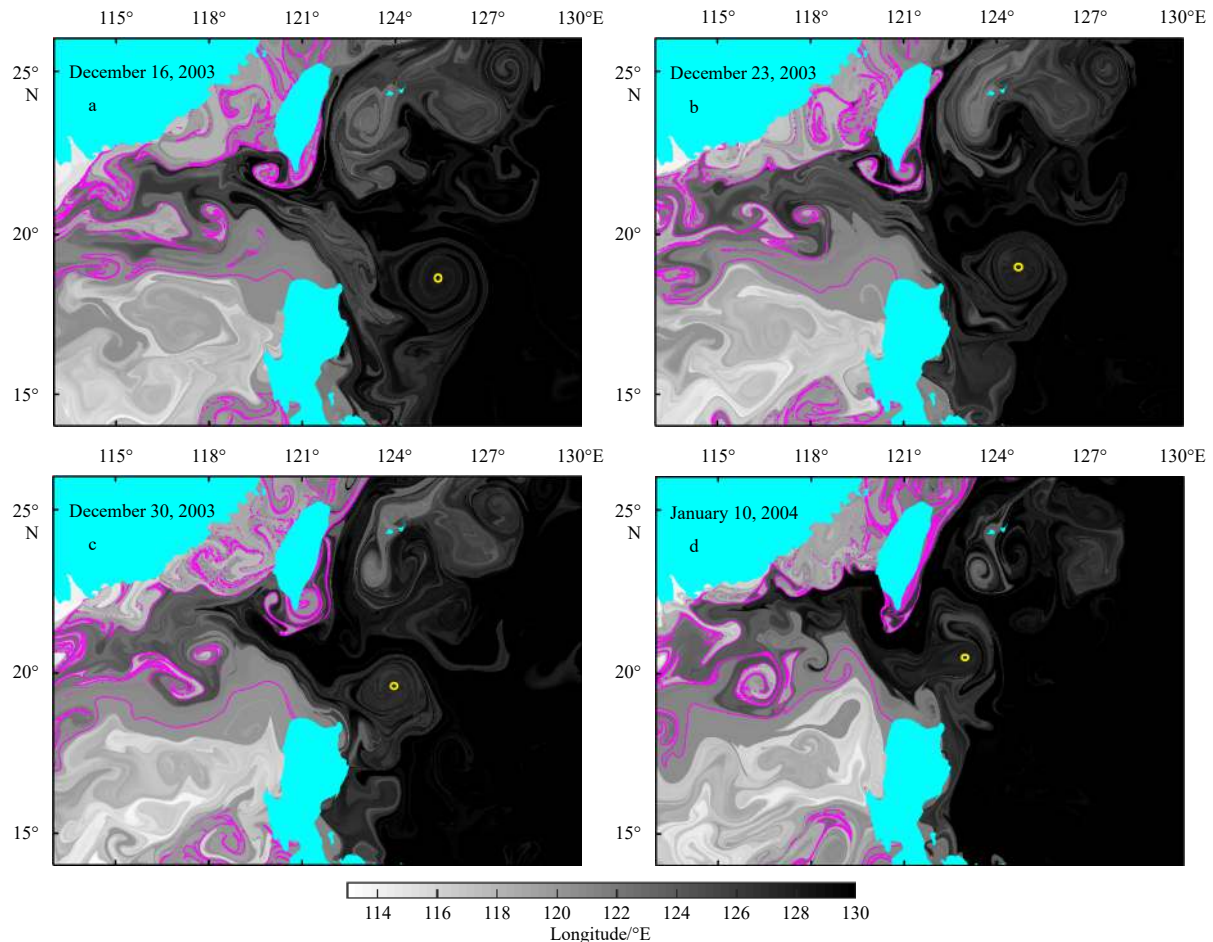 115° 118° 121° 124° 127° 130°E
115° 118° 121° 124° 127° 130°E
25°
N
December 16, 2003
a
20°
15°
25°
N
December 23, 2003
b
20°
15°
115° 118° 121° 124° 127° 130°E
115° 118° 121° 124° 127° 130°E
25°
N
December 30, 2003
c
20°
15°
25°
N
January 10, 2004
d
20°
15°
114 116 118 120 122 124 126 128 130
Longitude/°E